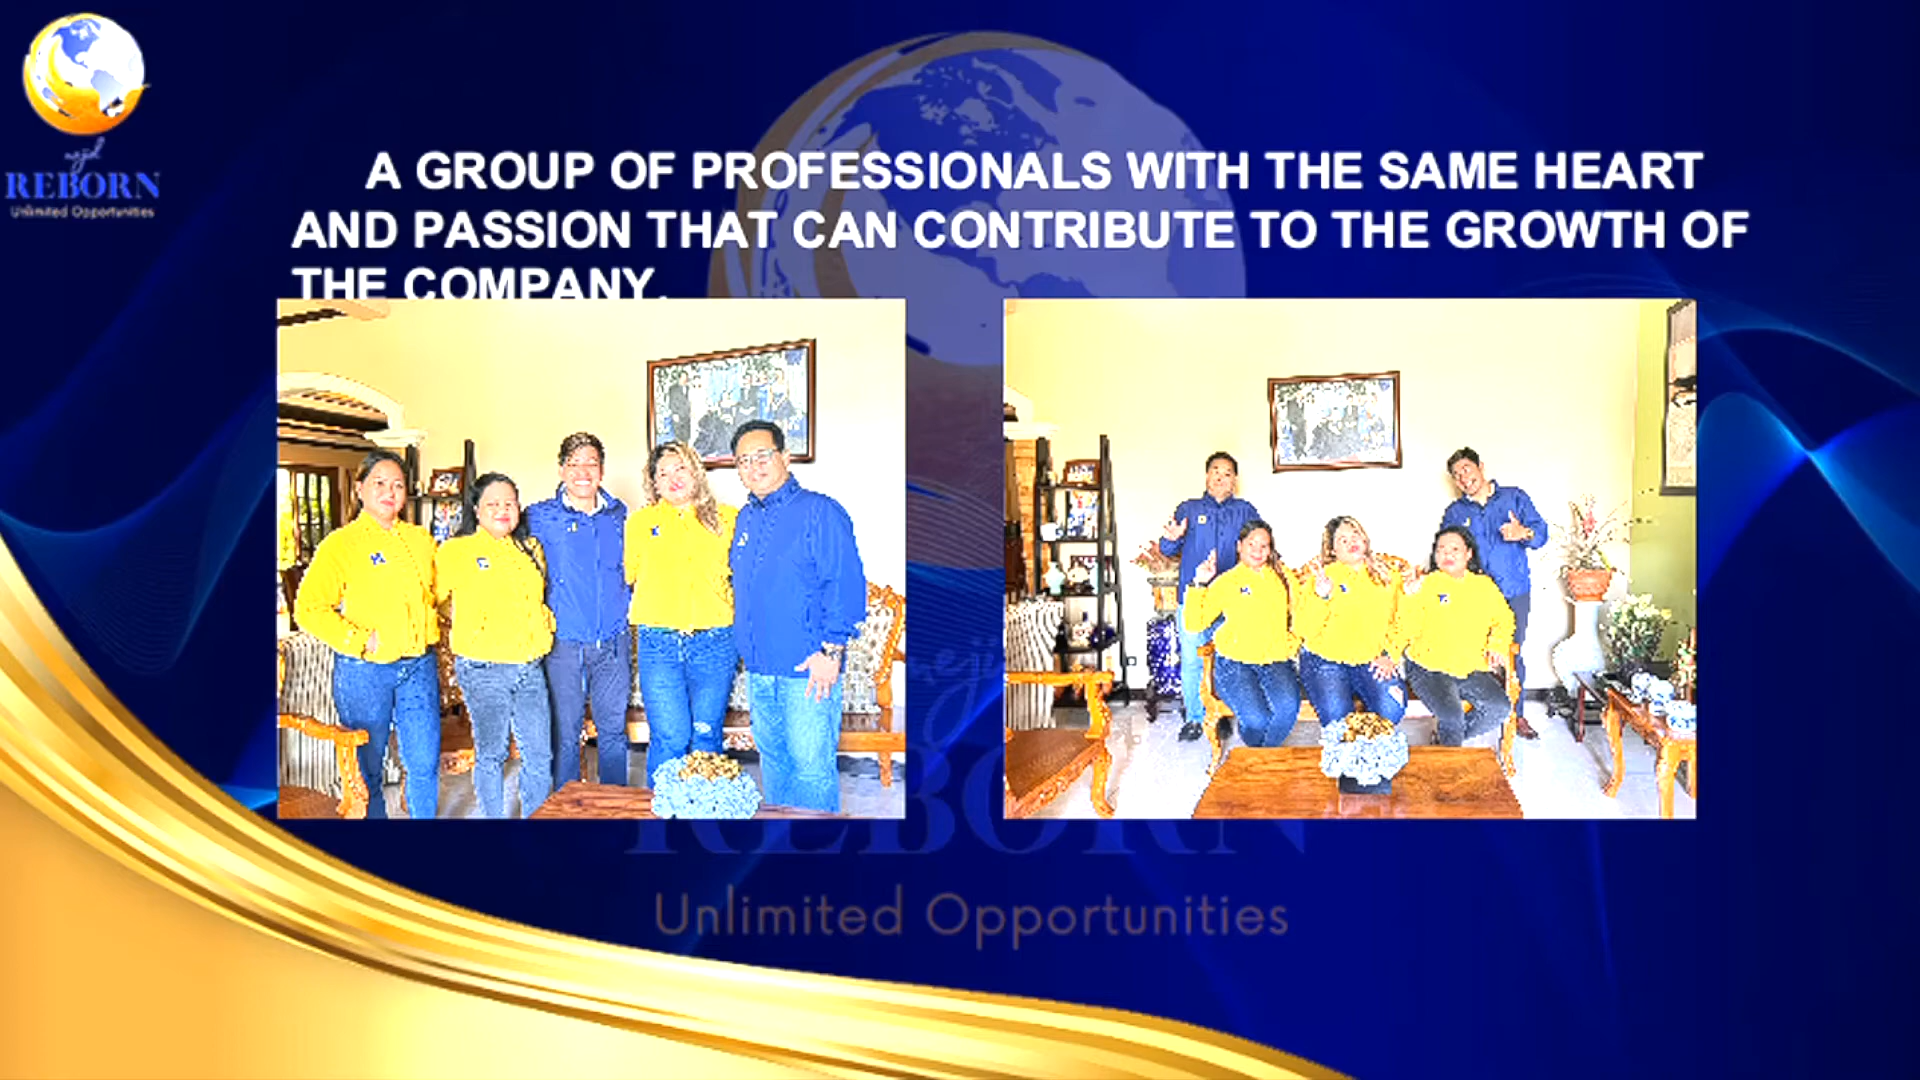 REBORN
Unlimited Opportunities
A GROUP OF PROFESSIONALS WITH THE SAME HEART
AND PASSION THAT CAN CONTRIBUTE TO THE GROWTH OF
THE COMPANY.
REBORN
Unlimited Opportunities